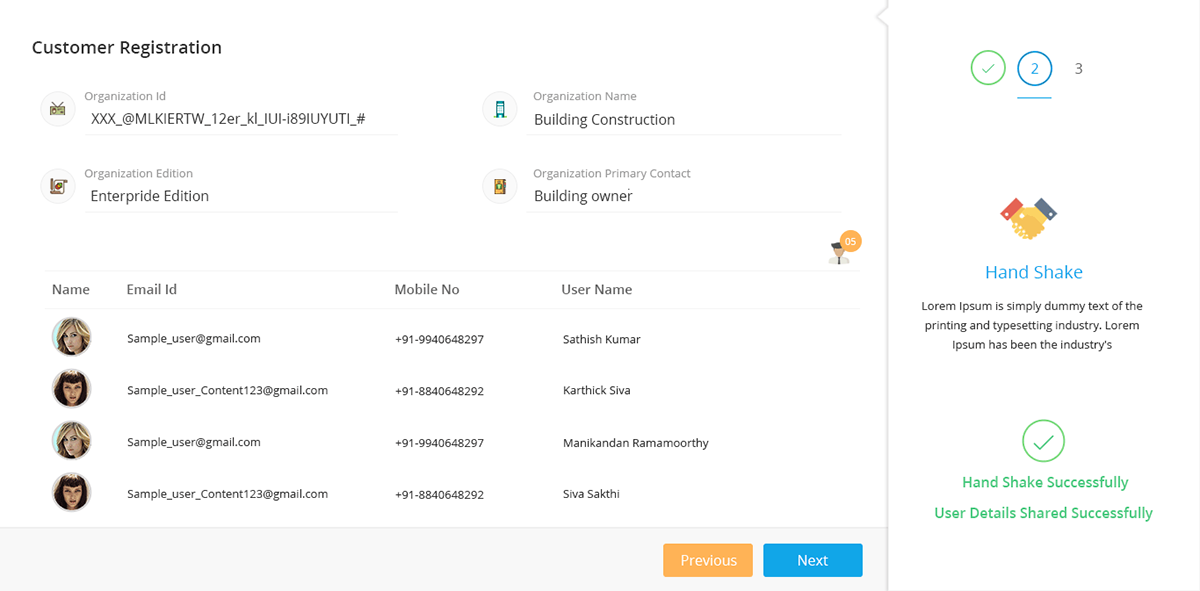 Customer Registration
Organization Id
XXX_@MLKIERTW_12er_kl_IUI-i89IUYUTI_#
Organization Name
Building Construction
Organization Edition
Enterpride Edition
Organization Primary Contact
Building owner
05
Name Email Id Mobile No User Name
Sample_user@gmail.com +91-9940648297 Sathish Kumar
Sample_user_Content123@gmail.com +91-8840648292 Karthick Siva
Sample_user@gmail.com +91-9940648297 Manikandan Ramamoorthy
Sample_user_Content123@gmail.com +91-8840648292 Siva Sakthi
Previous Next
2 3
Hand Shake
Lorem Ipsum is simply dummy text of the
printing and typesetting industry. Lorem
Ipsum has been the industry's
Hand Shake Successfully
User Details Shared Successfully